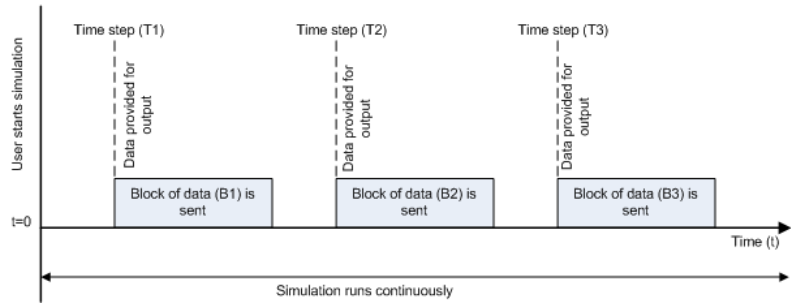 User starts simulation
Time step (T1)
Time step (T2)
Time step (T3)
Data provided for
output
Data provided for
output
Data provided for
output
Block of data (B1) is
sent
Block of data (B2) is
sent
Block of data (B3) is
sent
t=0
Time (t)
Simulation runs continuously